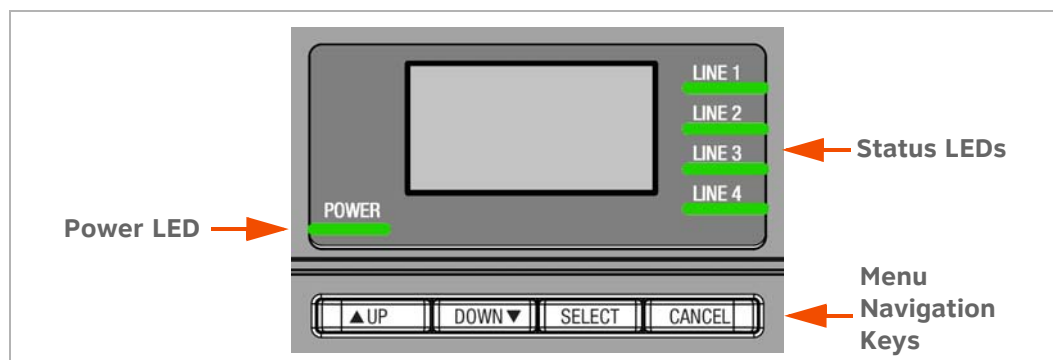 LINE 1
LINE 2
LINE 3
LINE 4
Status LEDs
POWER
Power LED
▲UP
DOWN▼
SELECT
CANCEL
Menu
Navigation
Keys